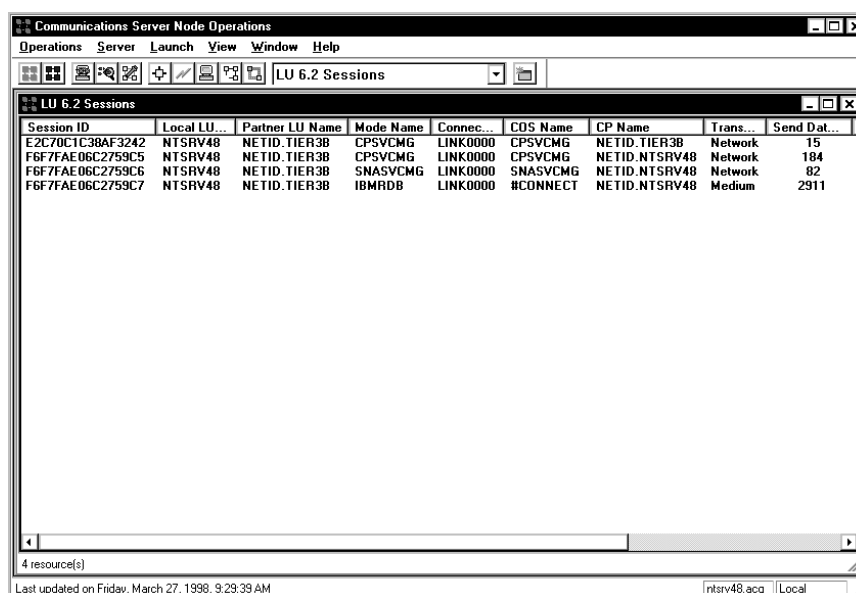 Communications Server Node Operations
Operations Server Launch View Window Help
LU 6.2 Sessions
LU 6.2 Sessions
Session ID Local LU... Partner LU Name Mode Name Connec... COS Name CP Name Trans... Send Dat...
E2C70C1C38AF3242 NTSRV48 NETID.TIER3B CPSVCMG LINK0000 CPSVCMG NETID.TIER3B Network 15
F6F7FAE06C2759C5 NTSRV48 NETID.TIER3B CPSVCMG LINK0000 CPSVCMG NETID.NTSRV48 Network 184
F6F7FAE06C2759C6 NTSRV48 NETID.TIER3B SNASVCMG LINK0000 SNASVCMG NETID.NTSRV48 Network 82
F6F7FAE06C2759C7 NTSRV48 NETID.TIER3B IBMRDB LINK0000 #CONNECT NETID.NTSRV48 Medium 2911
4 resource(s)
Last updated on Friday, March 27, 1998, 9:29:39 AM ntsrv48.acg Local